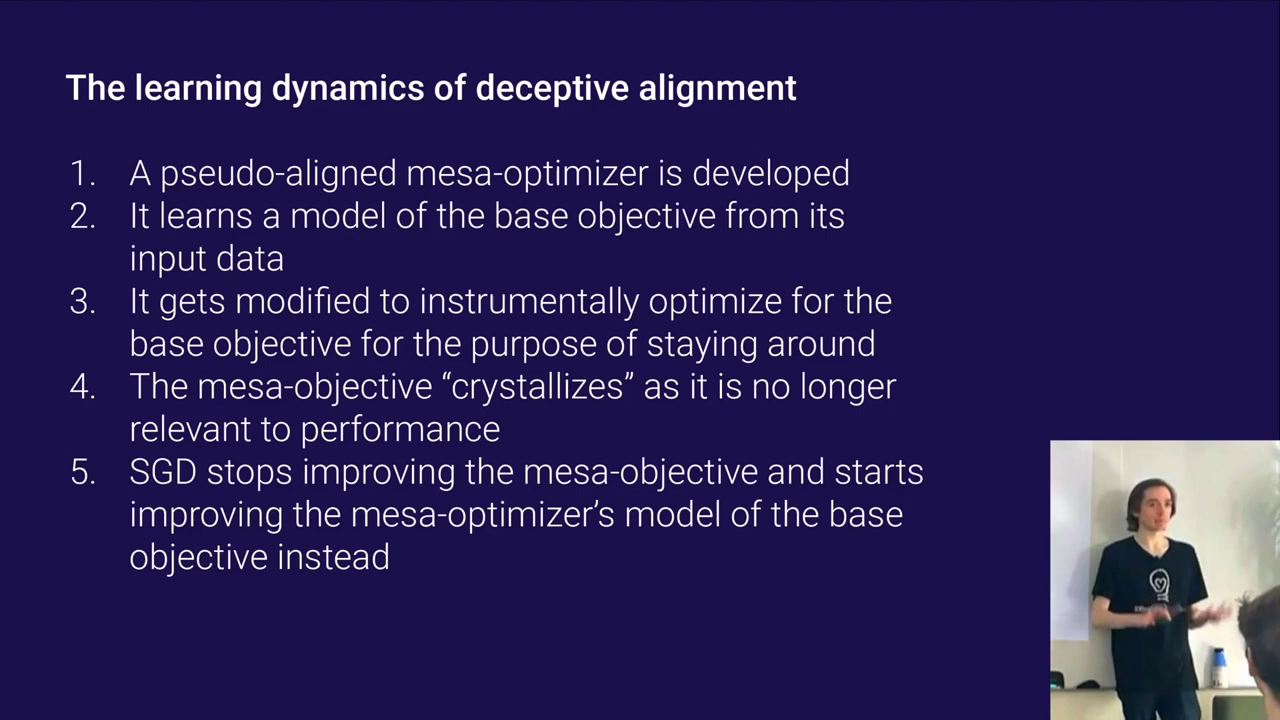 The learning dynamics of deceptive alignment
1. A pseudo-aligned mesa-optimizer is developed
2. It learns a model of the base objective from its
input data
3. It gets modified to instrumentally optimize for the
base objective for the purpose of staying around
4. The mesa-objective “crystallizes” as it is no longer
relevant to performance
5. SGD stops improving the mesa-objective and starts
improving the mesa-optimizer’s model of the base
objective instead